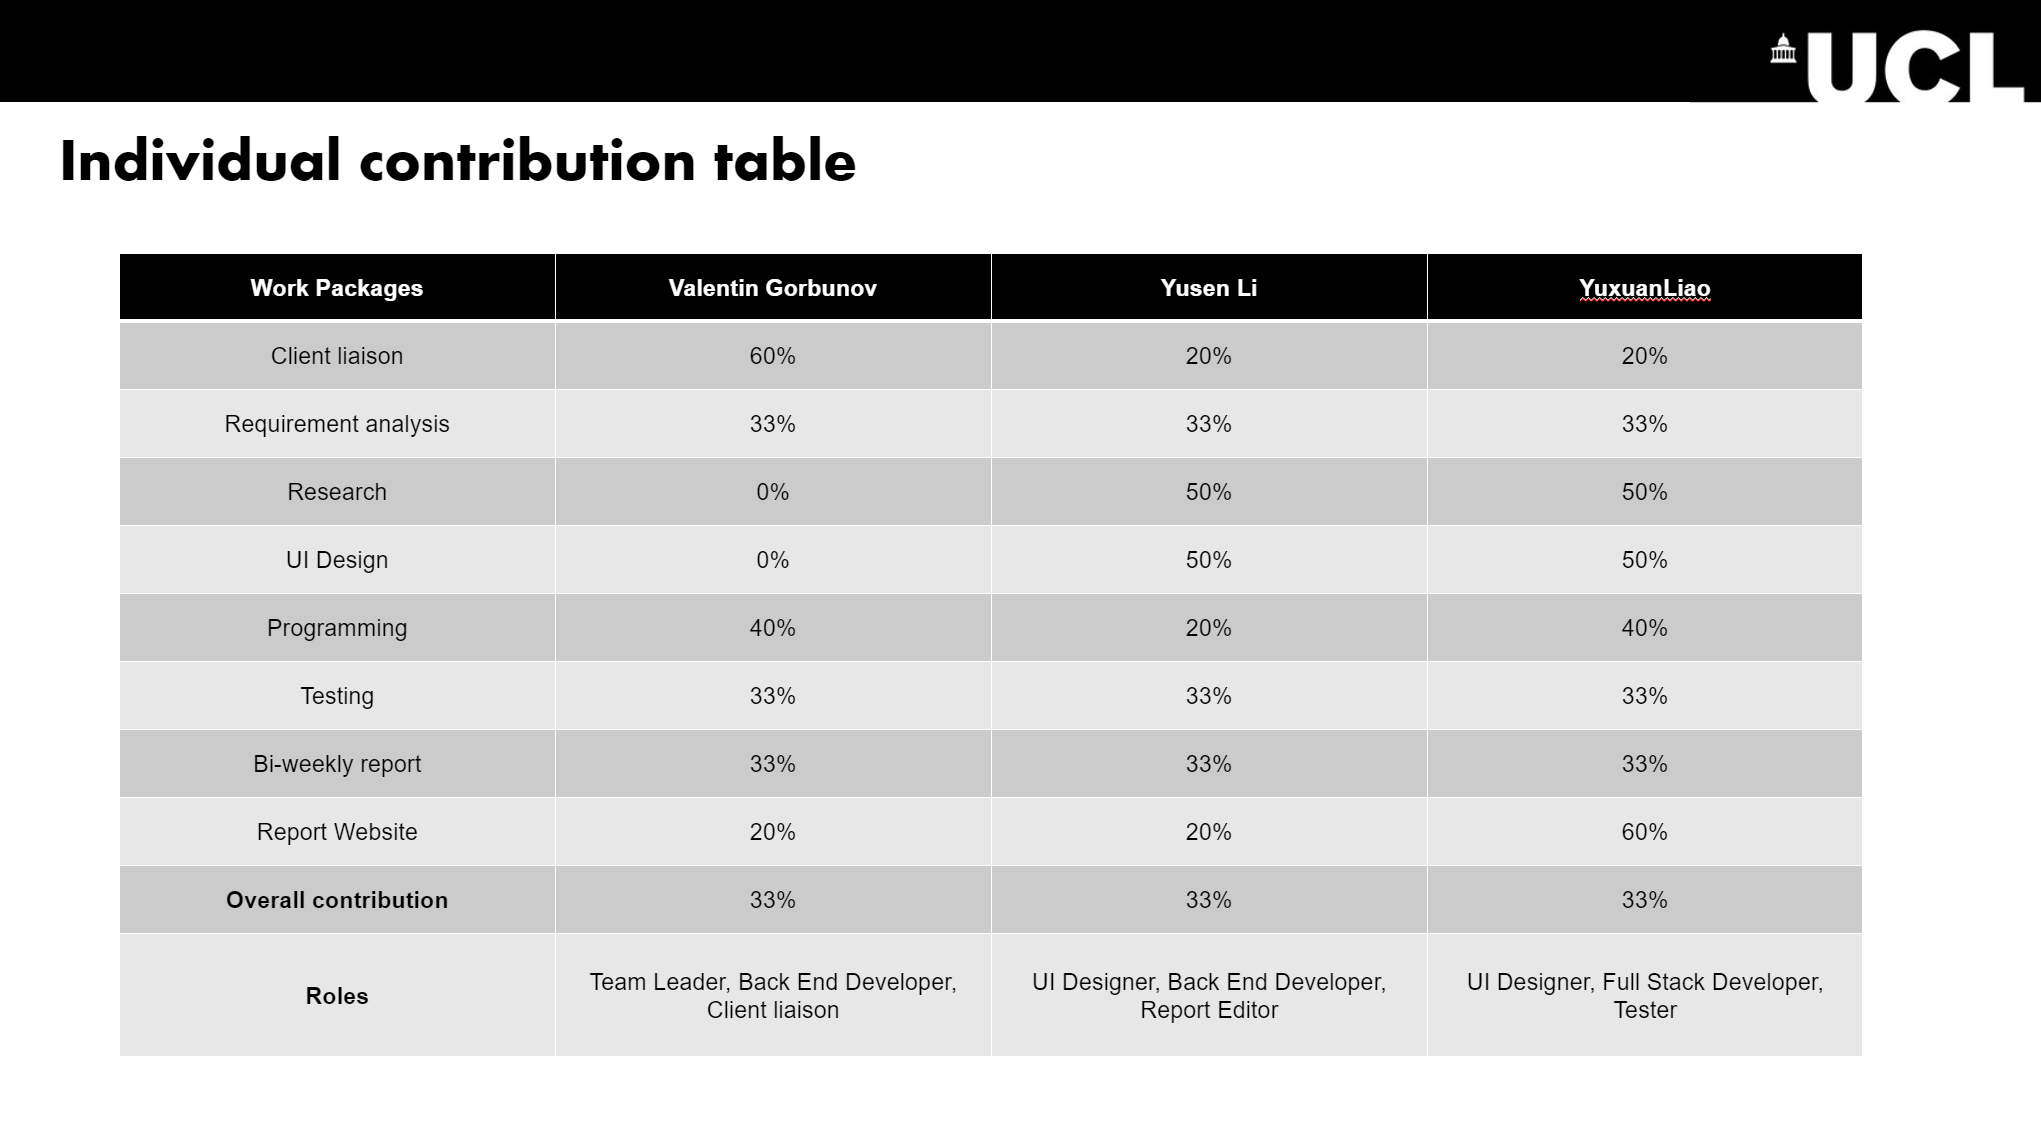 UCL
Individual contribution table
Work Packages Valentin Gorbunov Yusen Li YuxuanLiao
Client liaison 60% 20% 20%
Requirement analysis 33% 33% 33%
Research 0% 50% 50%
UI Design 0% 50% 50%
Programming 40% 20% 40%
Testing 33% 33% 33%
Bi-weekly report 33% 33% 33%
Report Website 20% 20% 60%
Overall contribution 33% 33% 33%
Roles
Team Leader, Back End Developer,
Client liaison
UI Designer, Back End Developer,
Report Editor
UI Designer, Full Stack Developer,
Tester